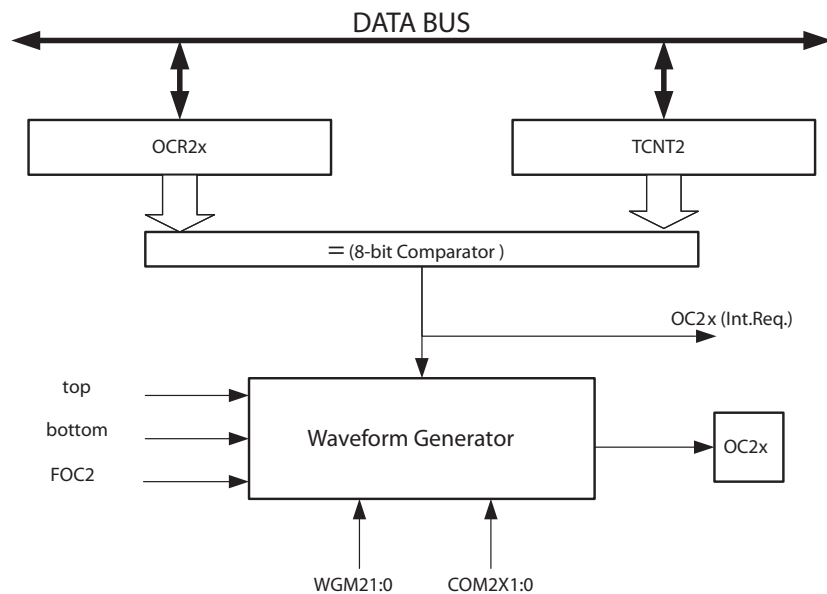 DATA BUS
OCR2x
TCNT2
= (8-bit Comparator )
OC2x (Int.Req.)
top
bottom
FOC2
Waveform Generator
OC2x
WGM21:0
COM2X1:0